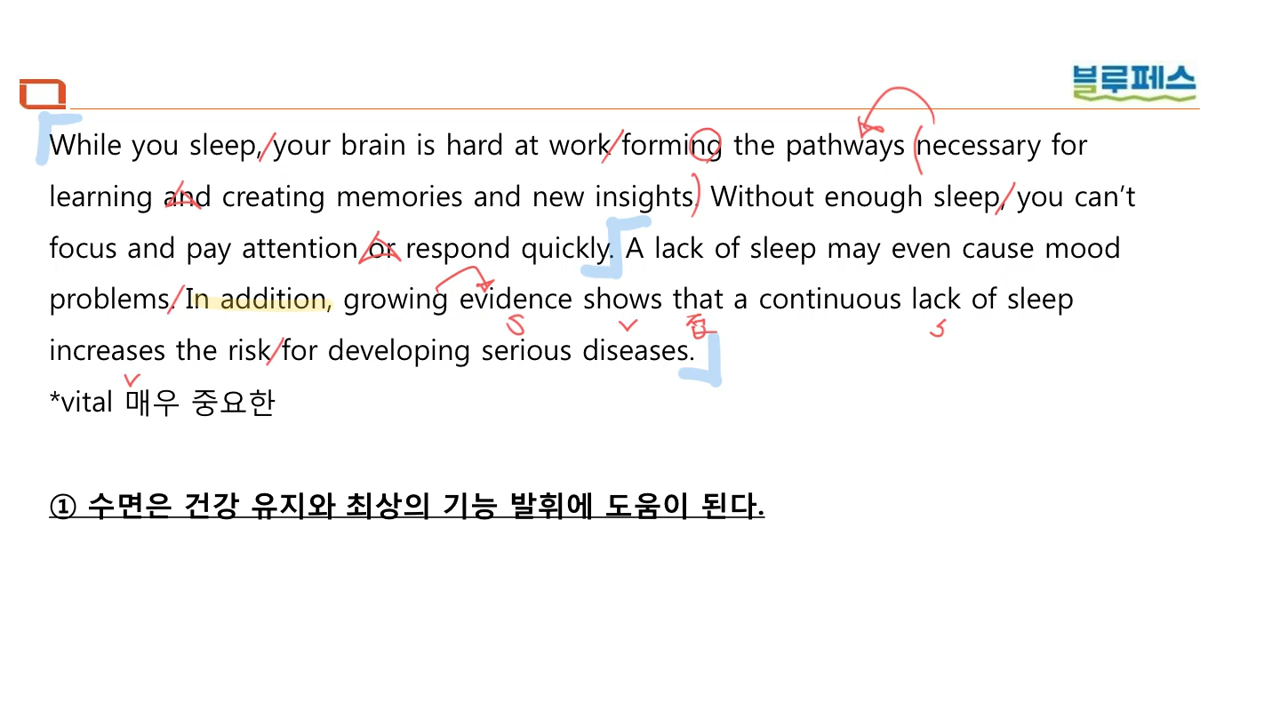 블루페스
While you sleep, your brain is hard at work forming the pathways necessary for
learning and creating memories and new insights. Without enough sleep, you can't
focus and pay attention or respond quickly. A lack of sleep may even cause mood
problems. In addition, growing evidence shows that a continuous lack of sleep
S V 접 S
increases the risk for developing serious diseases.
V
*vital 매우 중요한
① 수면은 건강 유지와 최상의 기능 발휘에 도움이 된다.